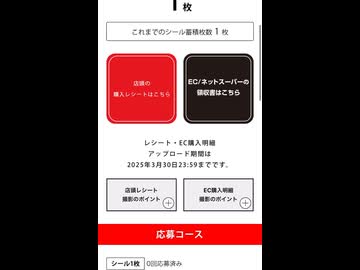 1枚
これまでのシール蓄積枚数 1 枚
店頭の
購入レシートはこちら
EC/ネットスーパーの
領収書はこちら
レシート・EC購入明細
アップロード期間は
2025年3月30日23:59までです。
店頭レシート
撮影のポイント
EC購入明細
撮影のポイント
応募コース
シール1枚 0回応募済み